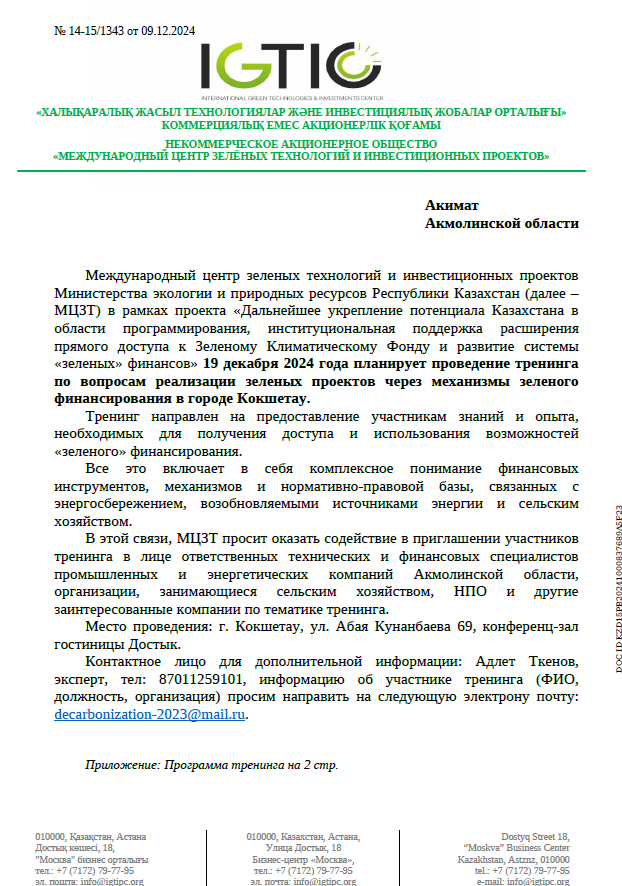 № 14-15/1343 от 09.12.2024
IGTIC
INTERNATIONAL GREEN TECHNOLOGIES & INVESTMENTS CENTER
«ХАЛЫҚАРАЛЫҚ ЖАСЫЛ ТЕХНОЛОГИЯЛАР ЖӘНЕ ИНВЕСТИЦИЯЛЫҚ ЖОБАЛАР ОРТАЛЫҒЫ»
КОММЕРЦИЯЛЫҚ ЕМЕС АКЦИОНЕРЛІК ҚОҒАМЫ
НЕКОММЕРЧЕСКОЕ АКЦИОНЕРНОЕ ОБЩЕСТВО
«МЕЖДУНАРОДНЫЙ ЦЕНТР ЗЕЛЁНЫХ ТЕХНОЛОГИЙ И ИНВЕСТИЦИОННЫХ ПРОЕКТОВ»
Акимат
Акмолинской области
Международный центр зеленых технологий и инвестиционных проектов
Министерства экологии и природных ресурсов Республики Казахстан (далее –
МЦЗТ) в рамках проекта «Дальнейшее укрепление потенциала Казахстана в
области программирования, институциональная поддержка расширения
прямого доступа к Зеленому Климатическому Фонду и развитие системы
«зеленых» финансов» 19 декабря 2024 года планирует проведение тренинга
по вопросам реализации зеленых проектов через механизмы зеленого
финансирования в городе Кокшетау.
Тренинг направлен на предоставление участникам знаний и опыта,
необходимых для получения доступа и использования возможностей
«зеленого» финансирования.
Все это включает в себя комплексное понимание финансовых
инструментов, механизмов и нормативно-правовой базы, связанных с
энергосбережением, возобновляемыми источниками энергии и сельским
хозяйством.
В этой связи, МЦЗТ просит оказать содействие в приглашении участников
тренинга в лице ответственных технических и финансовых специалистов
промышленных и энергетических компаний Акмолинской области,
организации, занимающиеся сельским хозяйством, НПО и другие
заинтересованные компании по тематике тренинга.
Место проведения: г. Кокшетау, ул. Абая Кунанбаева 69, конференц-зал
гостиницы Достык.
Контактное лицо для дополнительной информации: Адлет Ткенов,
эксперт, тел: 87011259101, информацию об участнике тренинга (ФИО,
должность, организация) просим направить на следующую электрону почту:
decarbonization-2023@mail.ru.
Приложение: Программа тренинга на 2 стр.
010000, Қазақстан, Астана
Достық көшесі, 18,
"Москва" бизнес орталығы
тел.: +7 (7172) 79-77-95
эл. пошта: info@igtipc.org
010000, Казахстан, Астана,
Улица Достык, 18
Бизнес-центр «Москва»,
тел.: +7 (7172) 79-77-95
эл. почта: info@igtipc.org
Dostyq Street 18,
“Moskva” Business Center
Kazakhstan, Astznz, 010000
tel.: +7 (7172) 79-77-95
e-mail: info@igtipc.org
DOC ID KZD15PB20241000837689A5F23